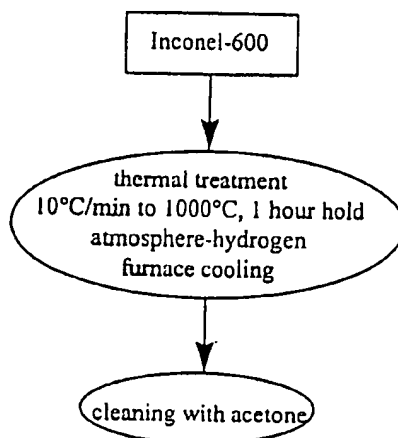 Inconel-600
thermal treatment
10°C/min to 1000°C, 1 hour hold
atmosphere-hydrogen
furnace cooling
cleaning with acetone